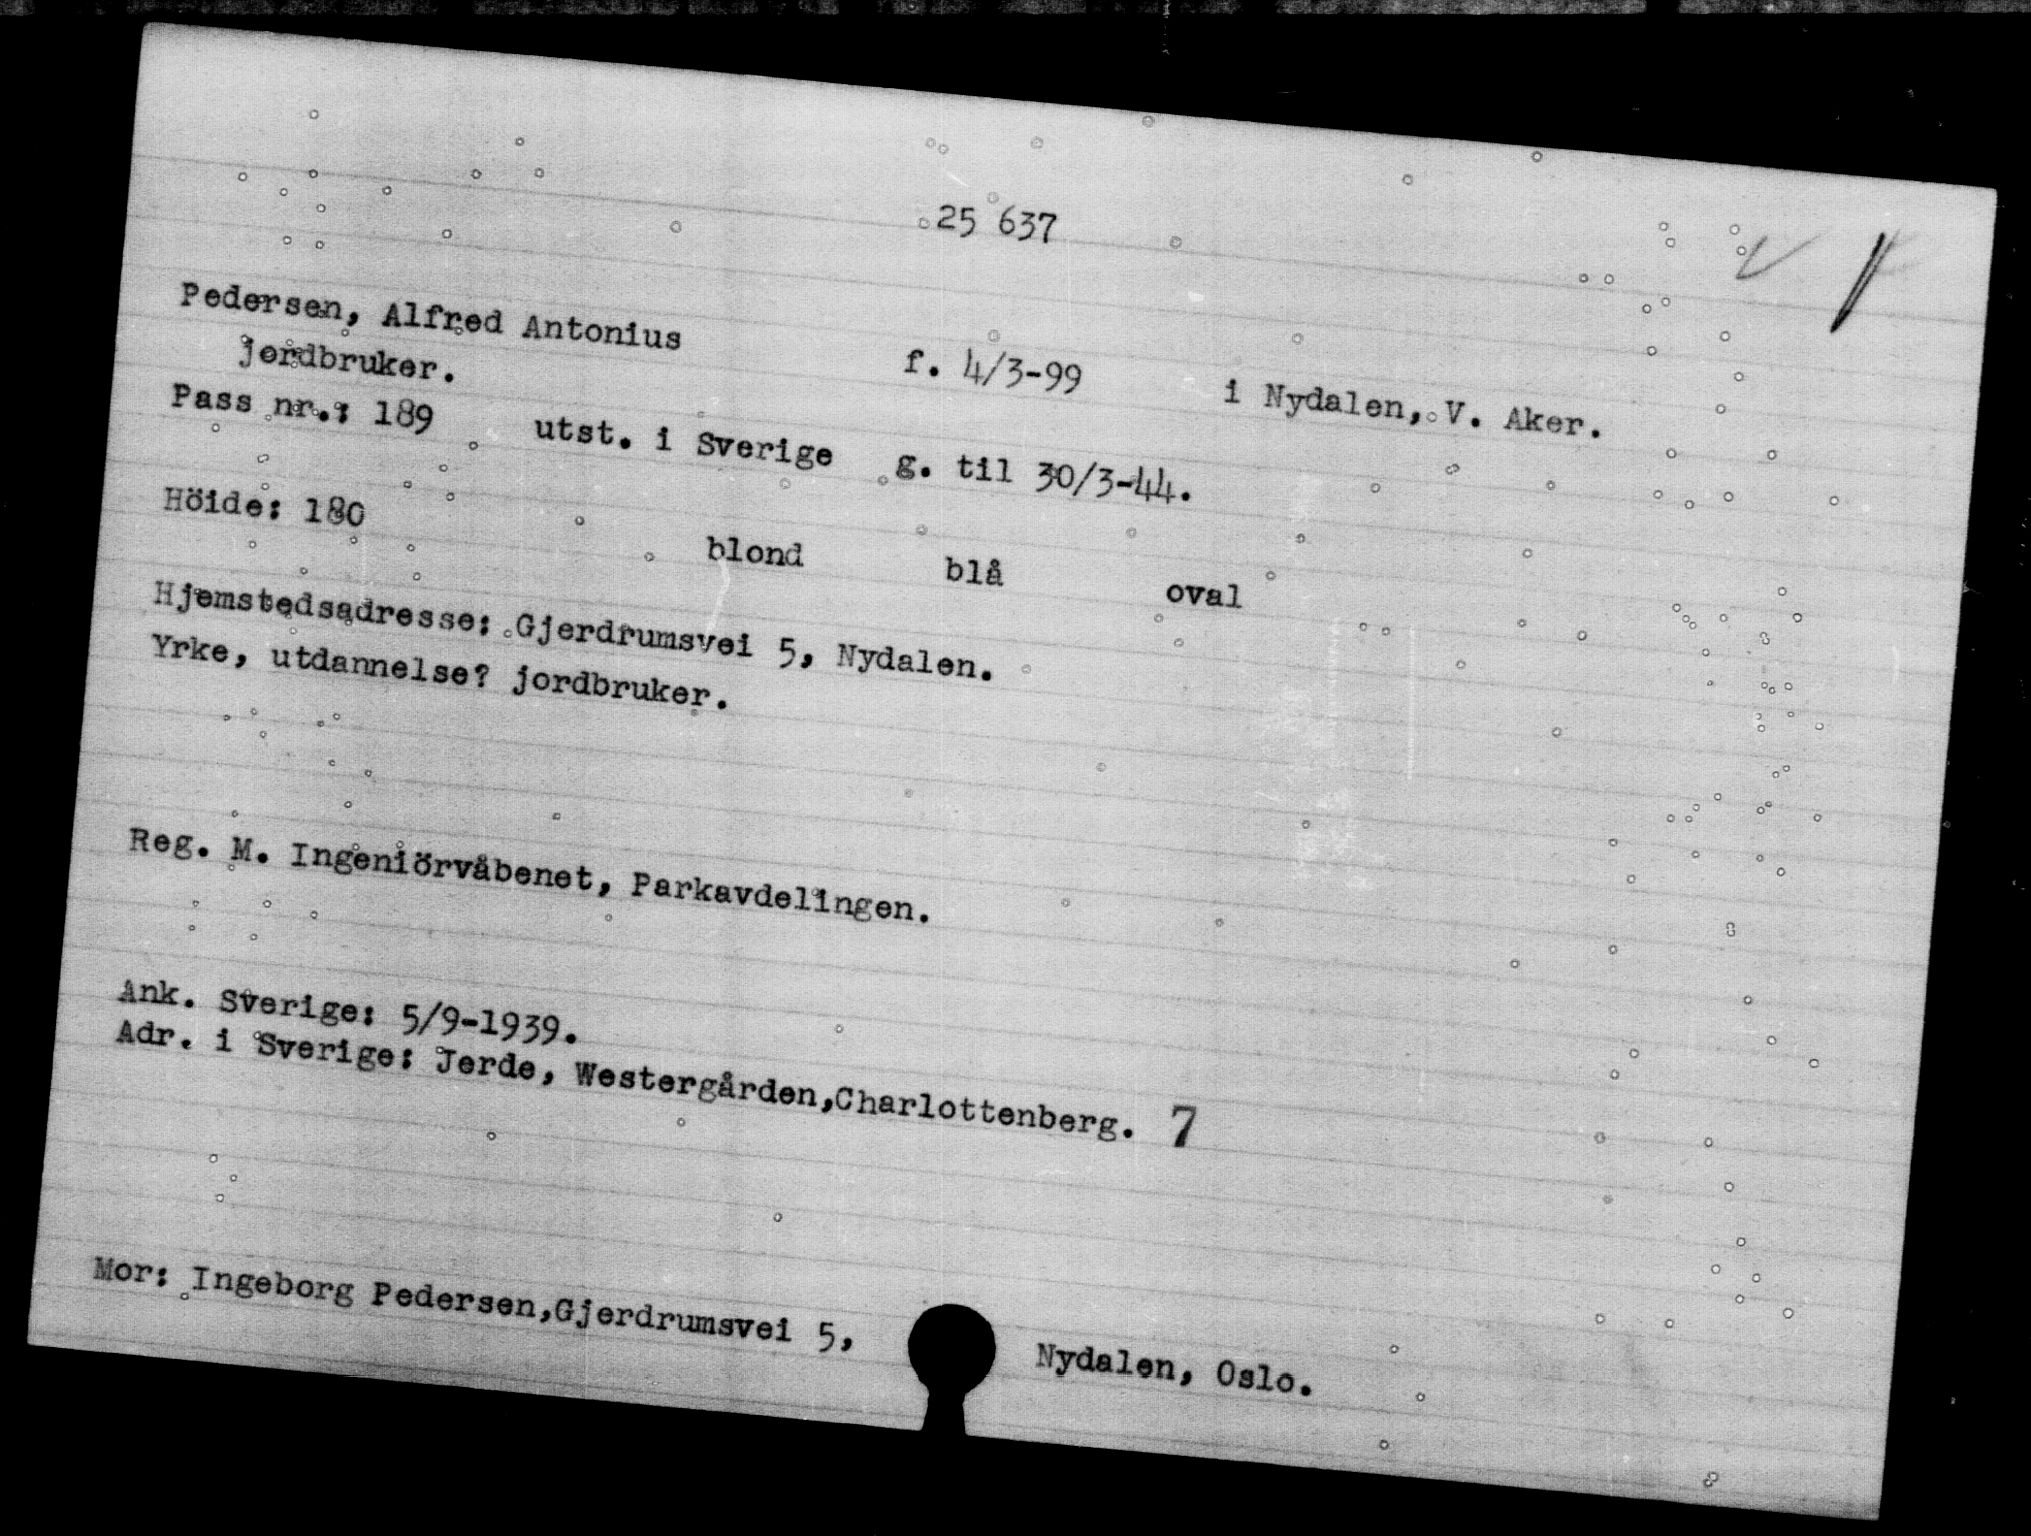 25 637
Pedersen, Alfred Antonius f. 4/3-99 i Nydalen, V. Aker.
jordbruker.
Pass nr.: 189 utst. i Sverige g. til 30/3-44.
Höide: 180 blond blå oval
Hjemstedsadresse: Gjerdrumsvei 5, Nydalen.
Yrke, utdannelse? jordbruker.
Reg. M. Ingeniörvåbenet, Parkavdelingen.
Ank. Sverige: 5/9-1939.
Adr. i Sverige: Jerde, Westergården,Charlottenberg. 7
Mor: Ingeborg Pedersen,Gjerdrumsvei 5, Nydalen, Oslo.